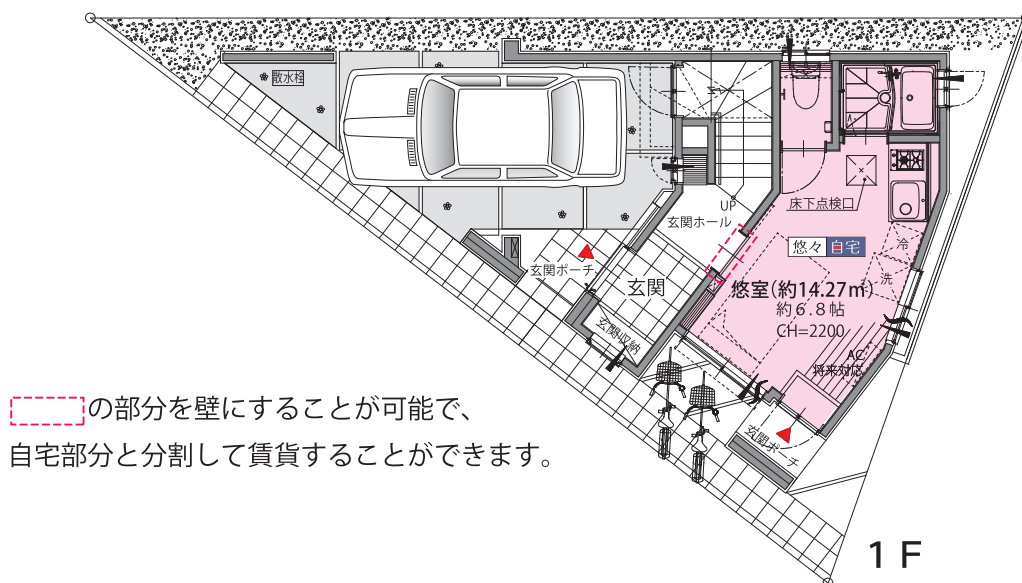 散水栓
UP
玄関ホール
床下点検口
冷
洗
悠々 自宅
悠室(約14.27㎡)
約6.8帖
CH=2200
AC
将来対応
玄関ポーチ
玄関
玄関収納
玄関ポーチ
の部分を壁にすることが可能で、
自宅部分と分割して賃貸することができます。
1F